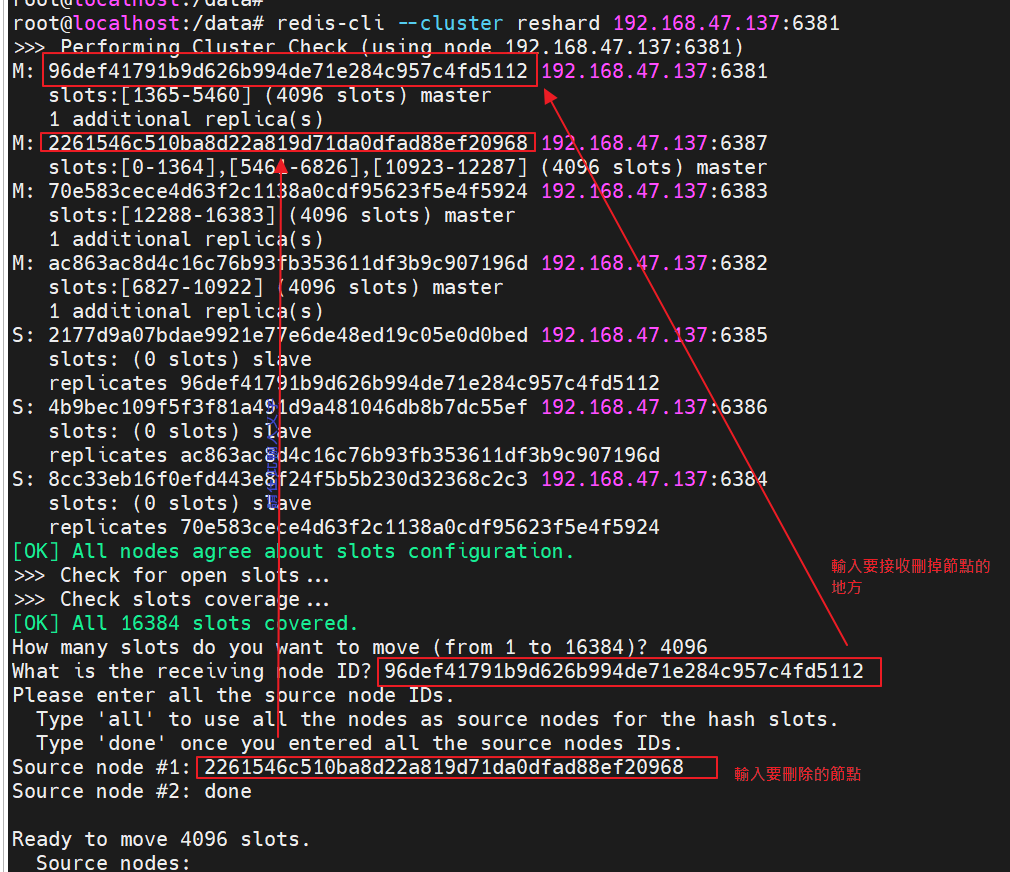 root@localhost:/data#
root@localhost:/data# redis-cli --cluster reshard 192.168.47.137:6381
>>> Performing Cluster Check (using node 192.168.47.137:6381)
M: 96def41791b9d626b994de71e284c957c4fd5112 192.168.47.137:6381
slots:[1365-5460] (4096 slots) master
1 additional replica(s)
M: 2261546c510ba8d22a819d71da0dfad88ef20968 192.168.47.137:6387
slots:[0-1364],[5461-6826],[10923-12287] (4096 slots) master
M: 70e583cece4d63f2c1138a0cdf95623f5e4f5924 192.168.47.137:6383
slots:[12288-16383] (4096 slots) master
1 additional replica(s)
M: ac863ac8d4c16c76b93fb353611df3b9c907196d 192.168.47.137:6382
slots:[6827-10922] (4096 slots) master
1 additional replica(s)
S: 2177d9a07bdae9921e77e6de48ed19c05e0d0bed 192.168.47.137:6385
slots: (0 slots) slave
replicates 96def41791b9d626b994de71e284c957c4fd5112
S: 4b9bec109f5f3f81a491d9a481046db8b7dc55ef 192.168.47.137:6386
slots: (0 slots) slave
replicates ac863ac8d4c16c76b93fb353611df3b9c907196d
S: 8cc33eb16f0efd443e8f24f5b5b230d32368c2c3 192.168.47.137:6384
slots: (0 slots) slave
replicates 70e583cece4d63f2c1138a0cdf95623f5e4f5924
[OK] All nodes agree about slots configuration.
>>> Check for open slots...
>>> Check slots coverage...
[OK] All 16384 slots covered.
輸入要接收刪掉節點的
地方
How many slots do you want to move (from 1 to 16384)? 4096
What is the receiving node ID? 96def41791b9d626b994de71e284c957c4fd5112
Please enter all the source node IDs.
Type 'all' to use all the nodes as source nodes for the hash slots.
Type 'done' once you entered all the source nodes IDs.
Source node #1: 2261546c510ba8d22a819d71da0dfad88ef20968
輸入要刪除的節點
Source node #2: done
Ready to move 4096 slots.
Source nodes: